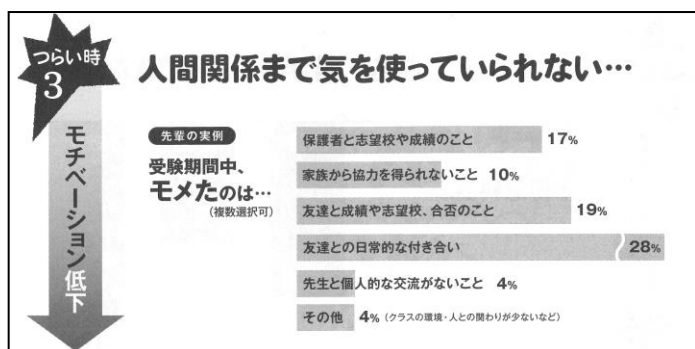 つらい時
3
モチベーション低下
人間関係まで気を使っていられない…
先輩の実例
受験期間中、
モメたのは…
(複数選択可)
保護者と志望校や成績のこと 17%
家族から協力を得られないこと 10%
友達と成績や志望校、合否のこと 19%
友達との日常的な付き合い 28%
先生と個人的な交流がないこと 4%
その他 4% (クラスの環境・人との関わりが少ないなど)